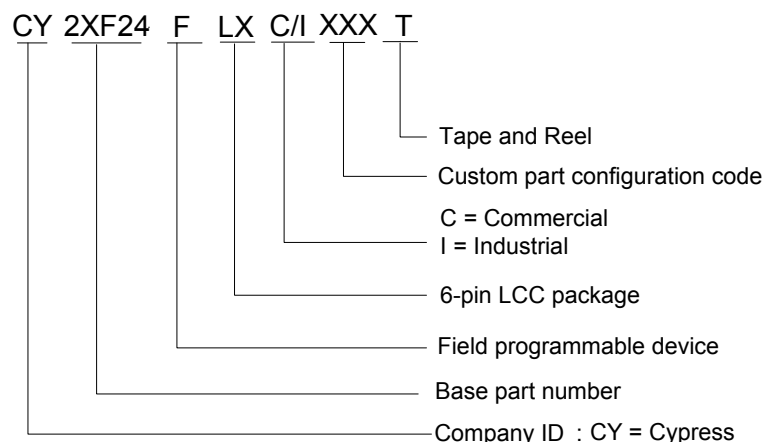 CY 2XF24 F LX C/I XXX T
Tape and Reel
Custom part configuration code
C = Commercial
I = Industrial
6-pin LCC package
Field programmable device
Base part number
Company ID : CY = Cypress